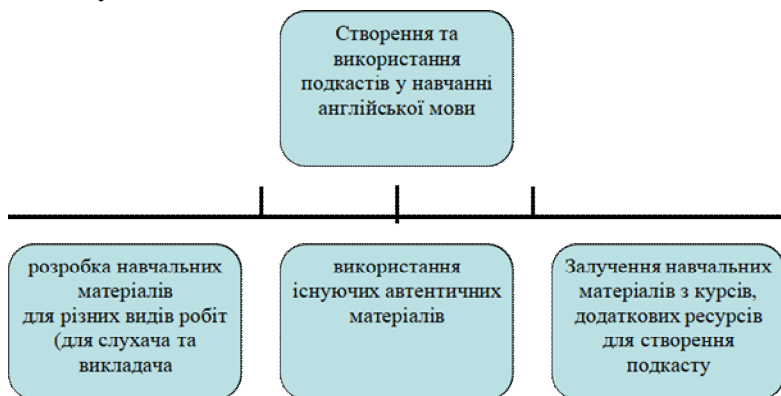 Створення та
використання
подкастів у навчанні
англійської мови
розробка навчальних
матеріалів
для різних видів робіт
(для слухача та
викладача
використання
існуючих автентичних
матеріалів
Залучення навчальних
матеріалів з курсів,
додаткових ресурсів
для створення
подкасту